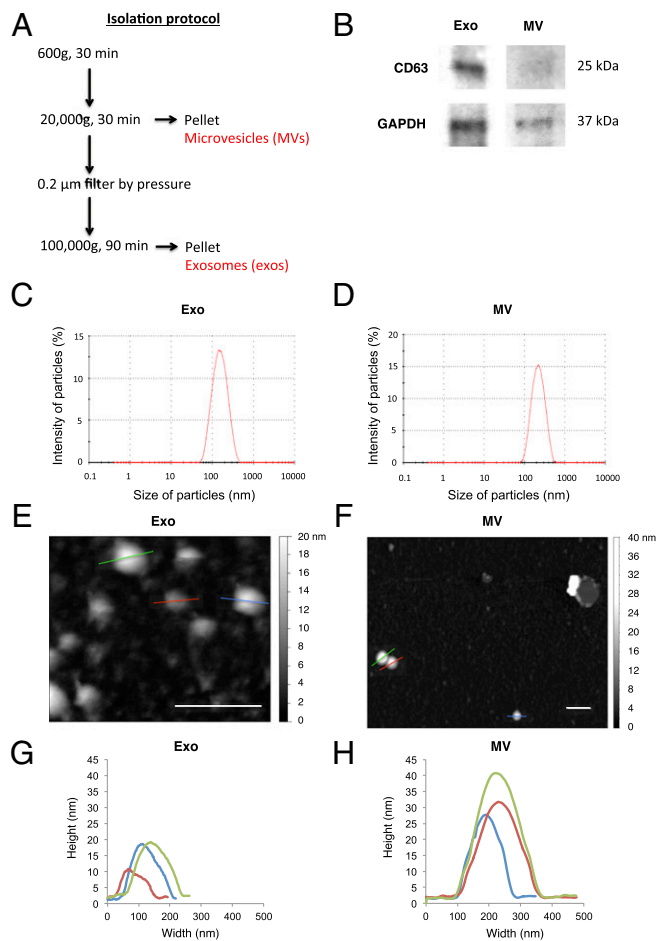 A
Isolation protocol
600g, 30 min
20,000g, 30 min
Pellet
Microvesicles (MVs)
0.2 µm filter by pressure
100,000g, 90 min
Pellet
Exosomes (exos)
B
Exo MV
CD63 25 kDa
GAPDH 37 kDa
C
Exo
Intensity of particles (%)
15
10
5
0
0.1 1 10 100 1000 10000
Size of particles (nm)
D
MV
Intensity of particles (%)
20
15
10
5
0
0.1 1 10 100 1000 10000
Size of particles (nm)
E
Exo
20 nm
18
16
14
12
10
8
6
4
2
0
F
MV
40 nm
36
32
28
24
20
16
12
8
4
0
G
Exo
Height (nm)
45
40
35
30
25
20
15
10
5
0
0 100 200 300 400 500
Width (nm)
H
MV
Height (nm)
45
40
35
30
25
20
15
10
5
0
0 100 200 300 400 500
Width (nm)